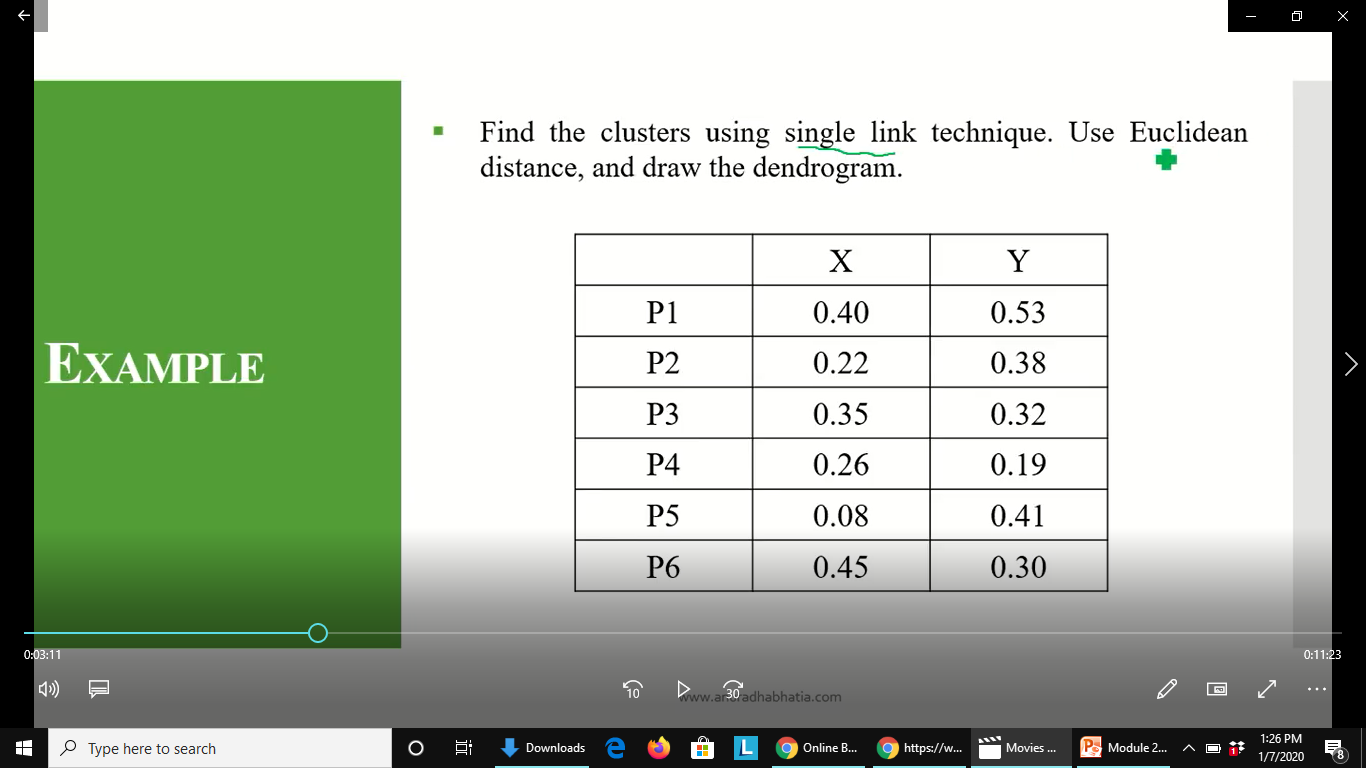 Find the clusters using single link technique. Use Euclidean
distance, and draw the dendrogram.
X Y
P1 0.40 0.53
P2 0.22 0.38
EXAMPLE
P3 0.35 0.32
P4 0.26 0.19
P5 0.08 0.41
P6 0.45 0.30
0:03:11 0:11:23
10 30
Type here to search
Downloads
L
Online B...
https://w...
Movies ...
Module 2...
1
1:26 PM
1/7/2020
8